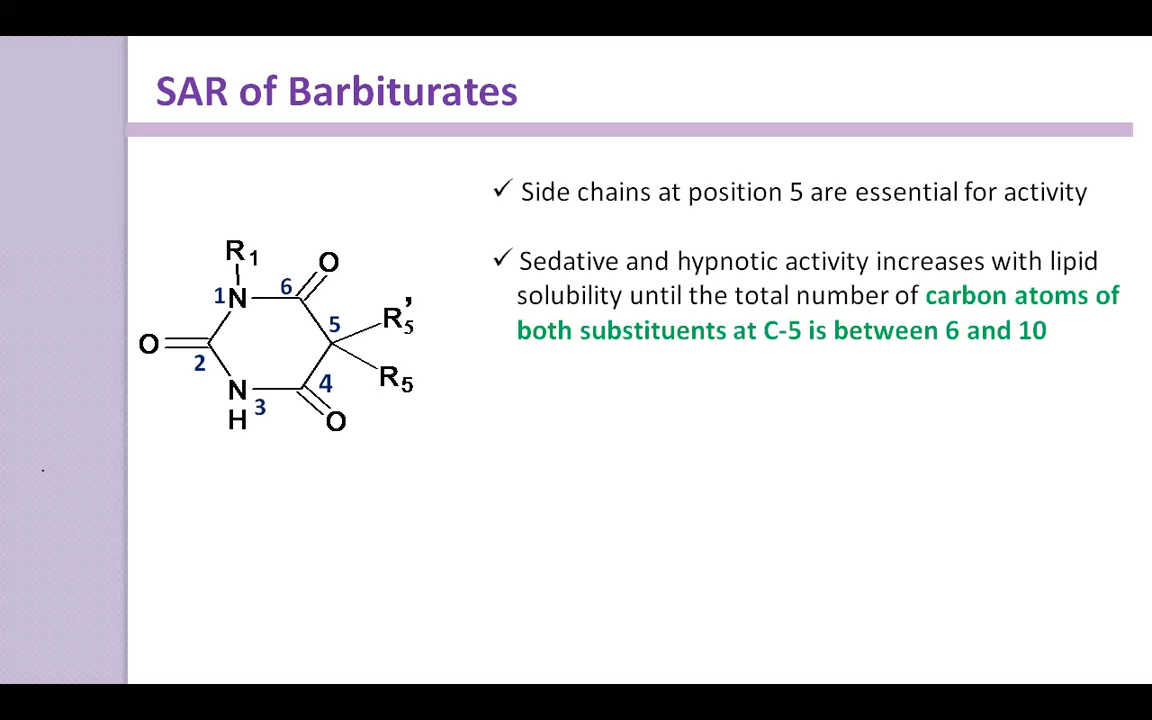 SAR of Barbiturates
✓ Side chains at position 5 are essential for activity
✓ Sedative and hypnotic activity increases with lipid
solubility until the total number of carbon atoms of
both substituents at C-5 is between 6 and 10
R1
O
6
1 N
5
R5'
O
2
4
R5
N
H
3
O